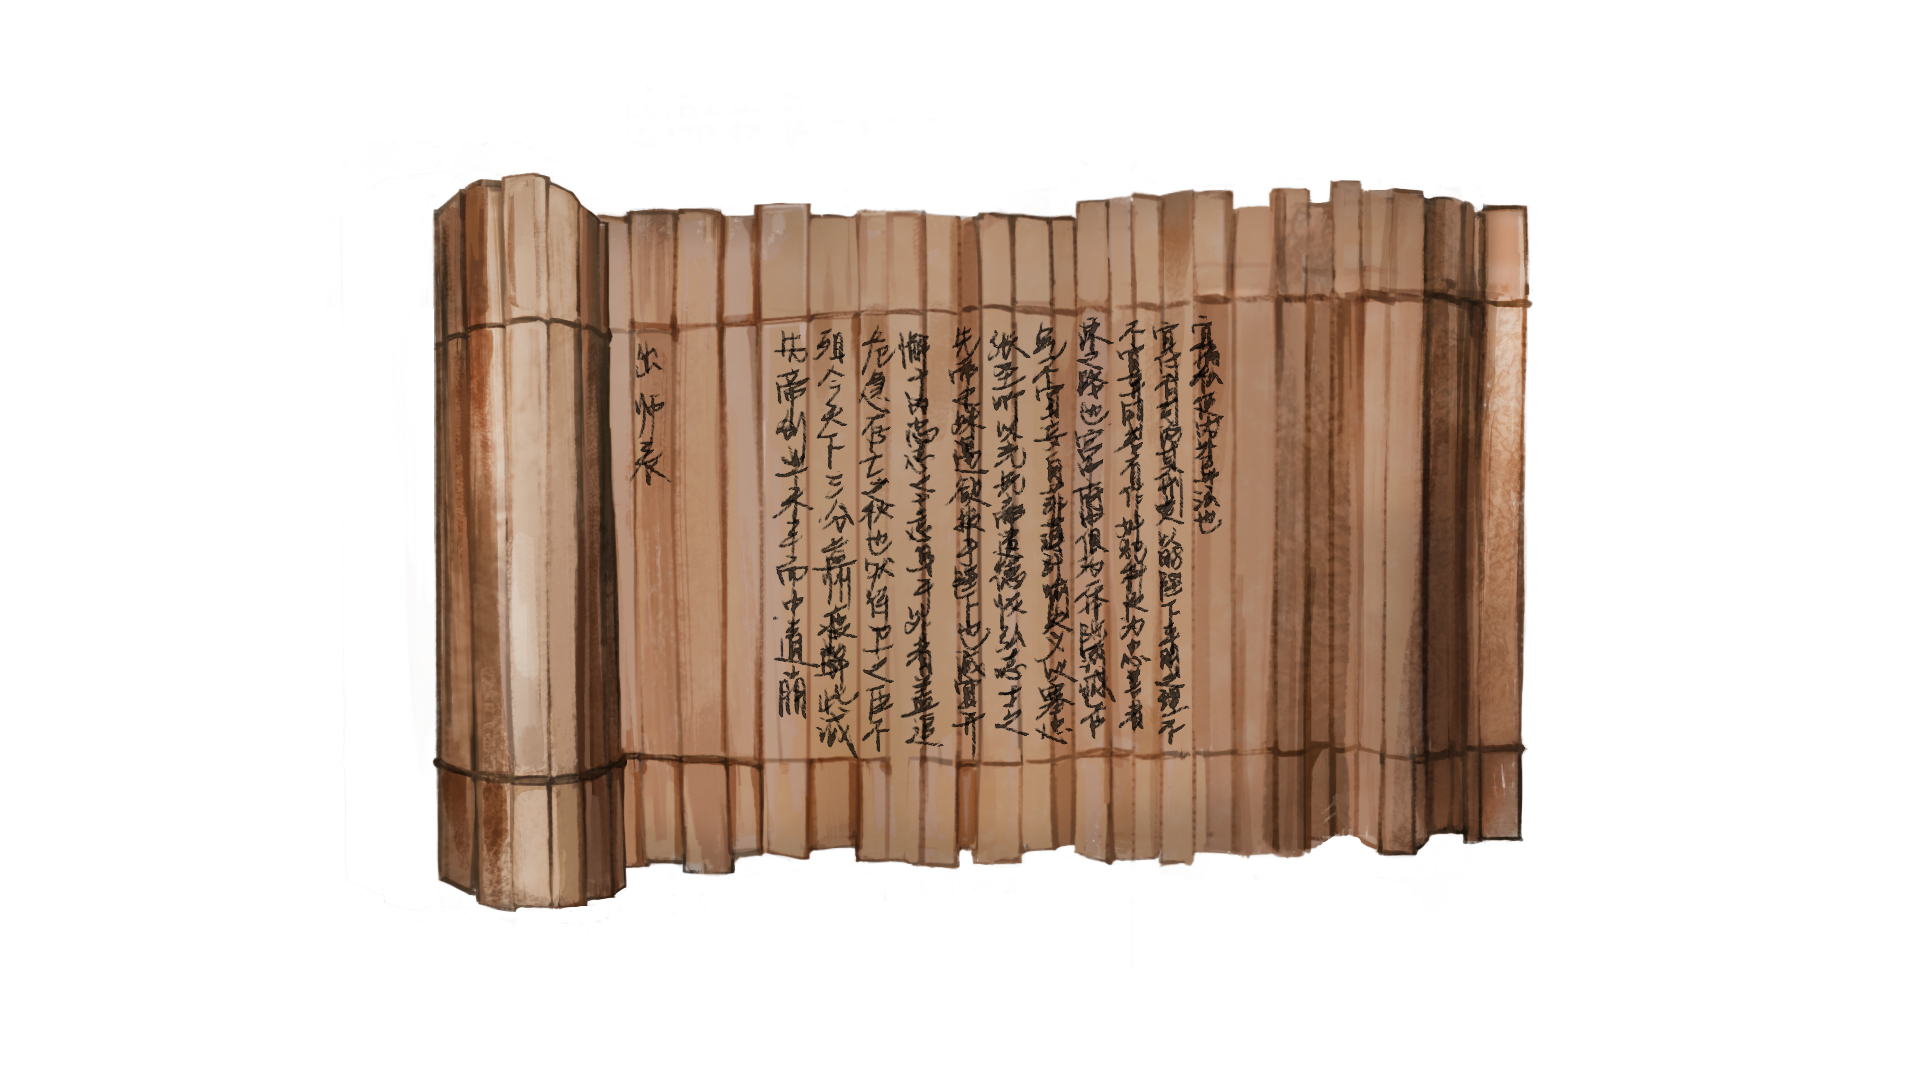 出师表
先帝创业未半而中道崩
殂今天下三分益州疲弊此诚
危急存亡之秋也然侍卫之臣不
懈于内忠志之士忘身于外者盖追
先帝之殊遇欲报于陛下也诚宜开
张圣听以光先帝遗德恢弘志士之
气不宜妄自菲薄引喻失义以塞忠
谏之路也宫中府中俱为一体陟罚臧否
不宜异同若有作奸犯科及为忠善者
宜付有司论其刑赏以昭陛下平明之理不
宜偏私使内外异法也